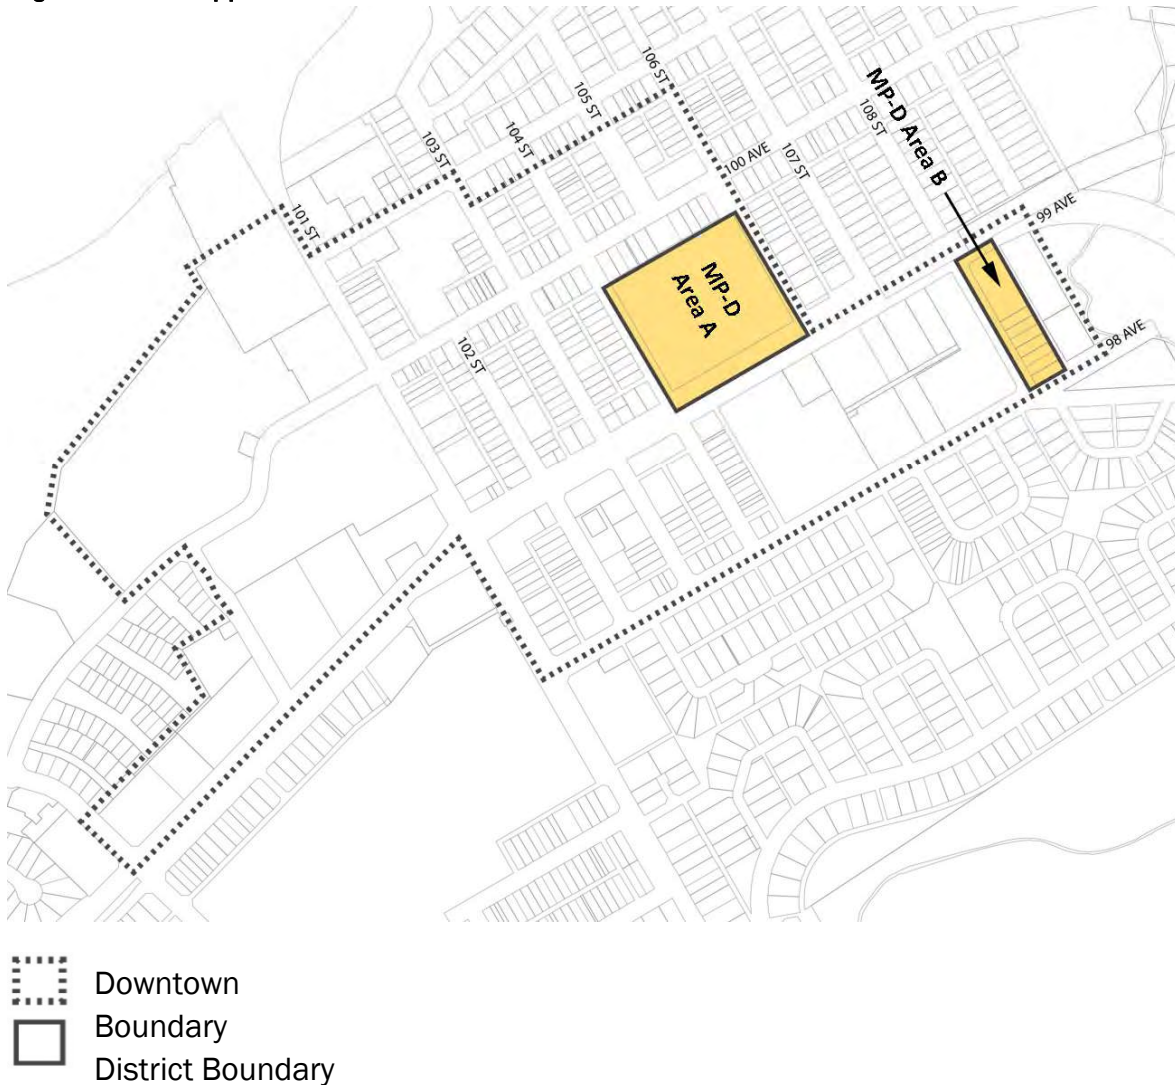 106 ST
105 ST
104 ST
103 ST
101 ST
102 ST
100 AVE
107 ST
108 ST
MP-D Area B
99 AVE
98 AVE
MP-D
Area A
Downtown
Boundary
District Boundary